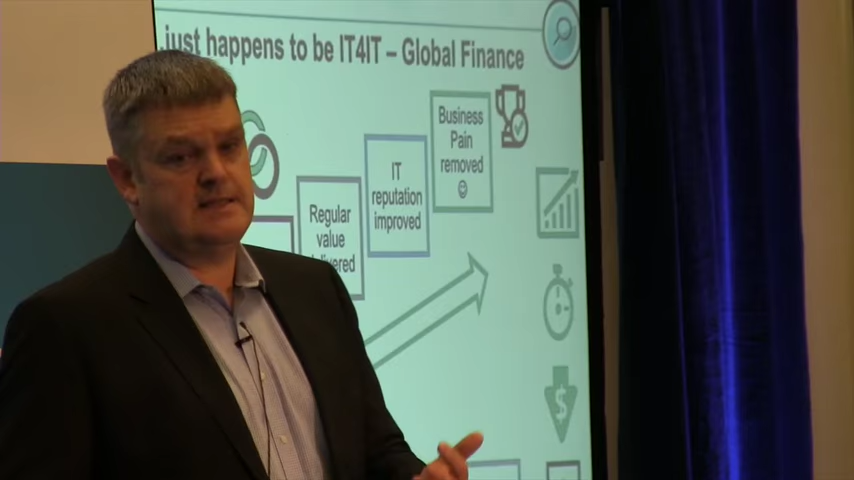 just happens to be IT4IT – Global Finance
Business
Pain
removed
IT
reputation
improved
Regular
value
$